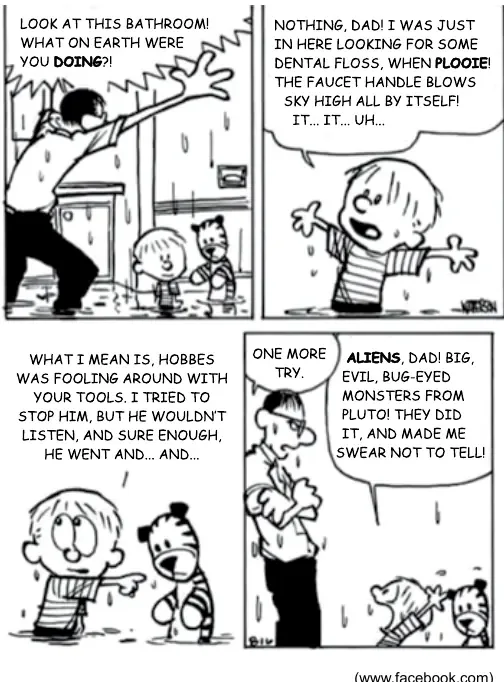 LOOK AT THIS BATHROOM!
WHAT ON EARTH WERE
YOU DOING?!
NOTHING, DAD! I WAS JUST
IN HERE LOOKING FOR SOME
DENTAL FLOSS, WHEN PLOOIE!
THE FAUCET HANDLE BLOWS
SKY HIGH ALL BY ITSELF!
IT... IT... UH...
WATTERSON
WHAT I MEAN IS, HOBBES
WAS FOOLING AROUND WITH
YOUR TOOLS. I TRIED TO
STOP HIM, BUT HE WOULDN'T
LISTEN, AND SURE ENOUGH,
HE WENT AND... AND...
ONE MORE
TRY.
ALIENS, DAD! BIG,
EVIL, BUG-EYED
MONSTERS FROM
PLUTO! THEY DID
IT, AND MADE ME
SWEAR NOT TO TELL!
(www.facebook.com)